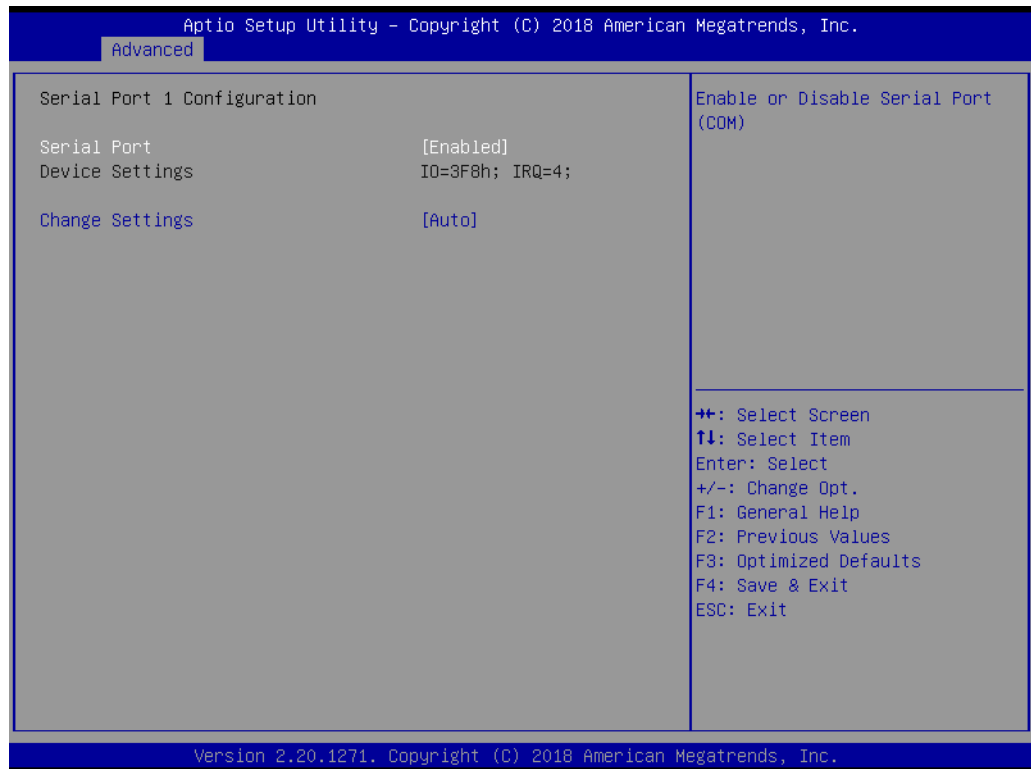 Aptio Setup Utility – Copyright (C) 2018 American Megatrends, Inc.
Advanced
Serial Port 1 Configuration
Serial Port [Enabled]
Device Settings IO=3F8h; IRQ=4;
Change Settings [Auto]
Enable or Disable Serial Port
(COM)
→←: Select Screen
↑↓: Select Item
Enter: Select
+/-: Change Opt.
F1: General Help
F2: Previous Values
F3: Optimized Defaults
F4: Save & Exit
ESC: Exit
Version 2.20.1271. Copyright (C) 2018 American Megatrends, Inc.